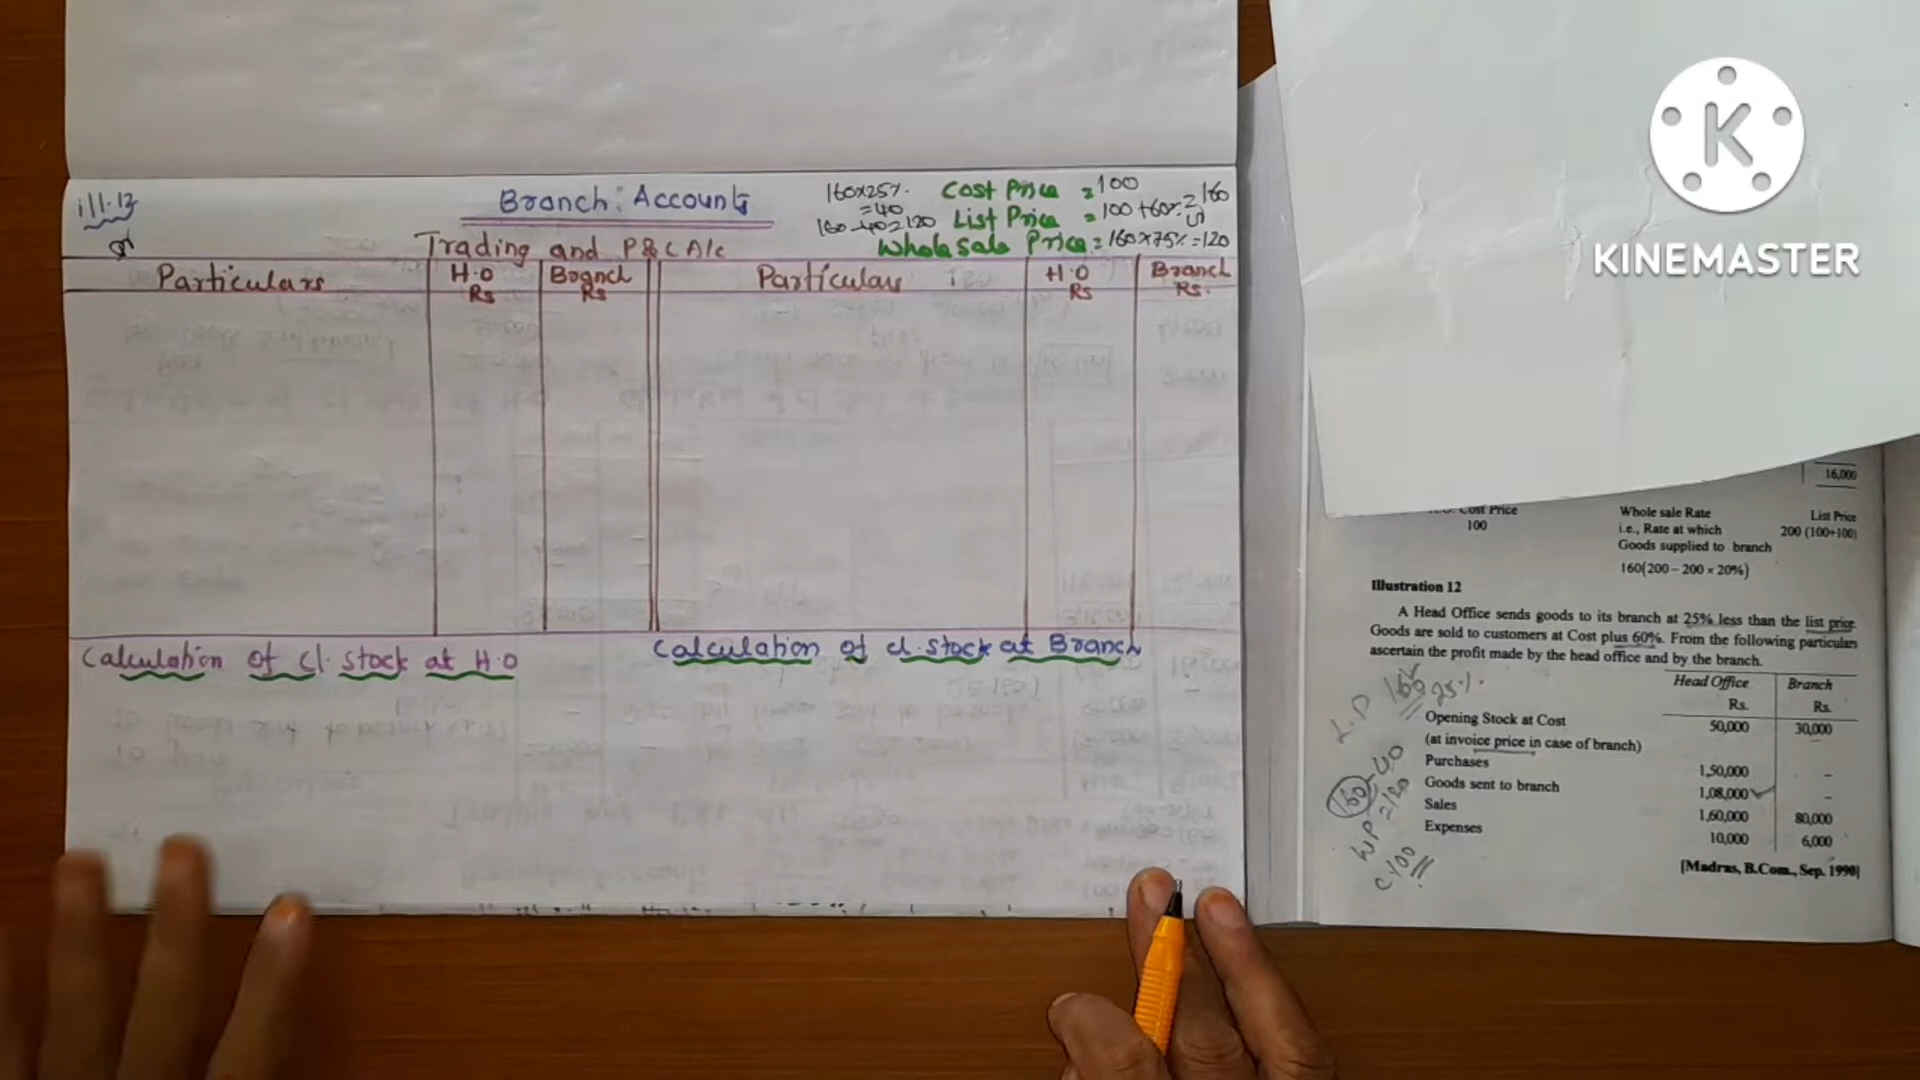 ill.12
Branch: Accounts
160x25%.
=40
160-40=120
Cost Price = 100
List Price = 100+60%=160
Whole sale Price = 160x75%=120
Trading and P&L A/c
Particulars H.O Rs Branch Rs Particulars H.O Rs Branch Rs.
Calculation of Cl. Stock at H.O
Calculation of cl. Stock at Branch
K
KINEMASTER
16,000
Cost Price Whole sale Rate List Price
100 i.e., Rate at which 200 (100+100)
Goods supplied to branch
160(200 – 200 × 20%)
Illustration 12
A Head Office sends goods to its branch at 25% less than the list price.
Goods are sold to customers at Cost plus 60%. From the following particulars
ascertain the profit made by the head office and by the branch.
Head Office Branch
Rs. Rs.
Opening Stock at Cost 50,000 30,000
(at invoice price in case of branch)
Purchases 1,50,000 –
Goods sent to branch 1,08,000 –
Sales 1,60,000 80,000
Expenses 10,000 6,000
[Madras, B.Com., Sep. 1990]
L.P 160
25%.
160-40
WP=120
C.100